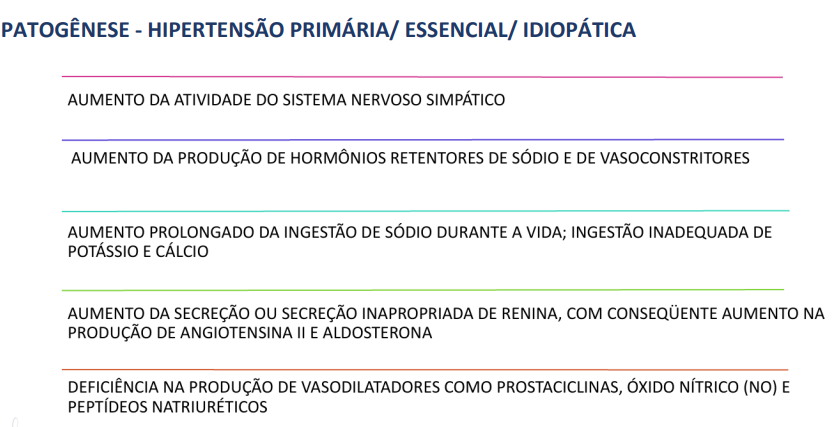 PATOGÊNESE - HIPERTENSÃO PRIMÁRIA/ ESSENCIAL/ IDIOPÁTICA
AUMENTO DA ATIVIDADE DO SISTEMA NERVOSO SIMPÁTICO
AUMENTO DA PRODUÇÃO DE HORMÔNIOS RETENTORES DE SÓDIO E DE VASOCONSTRITORES
AUMENTO PROLONGADO DA INGESTÃO DE SÓDIO DURANTE A VIDA; INGESTÃO INADEQUADA DE
POTÁSSIO E CÁLCIO
AUMENTO DA SECREÇÃO OU SECREÇÃO INAPROPRIADA DE RENINA, COM CONSEQÜENTE AUMENTO NA
PRODUÇÃO DE ANGIOTENSINA II E ALDOSTERONA
DEFICIÊNCIA NA PRODUÇÃO DE VASODILATADORES COMO PROSTACICLINAS, ÓXIDO NÍTRICO (NO) E
PEPTÍDEOS NATRIURÉTICOS